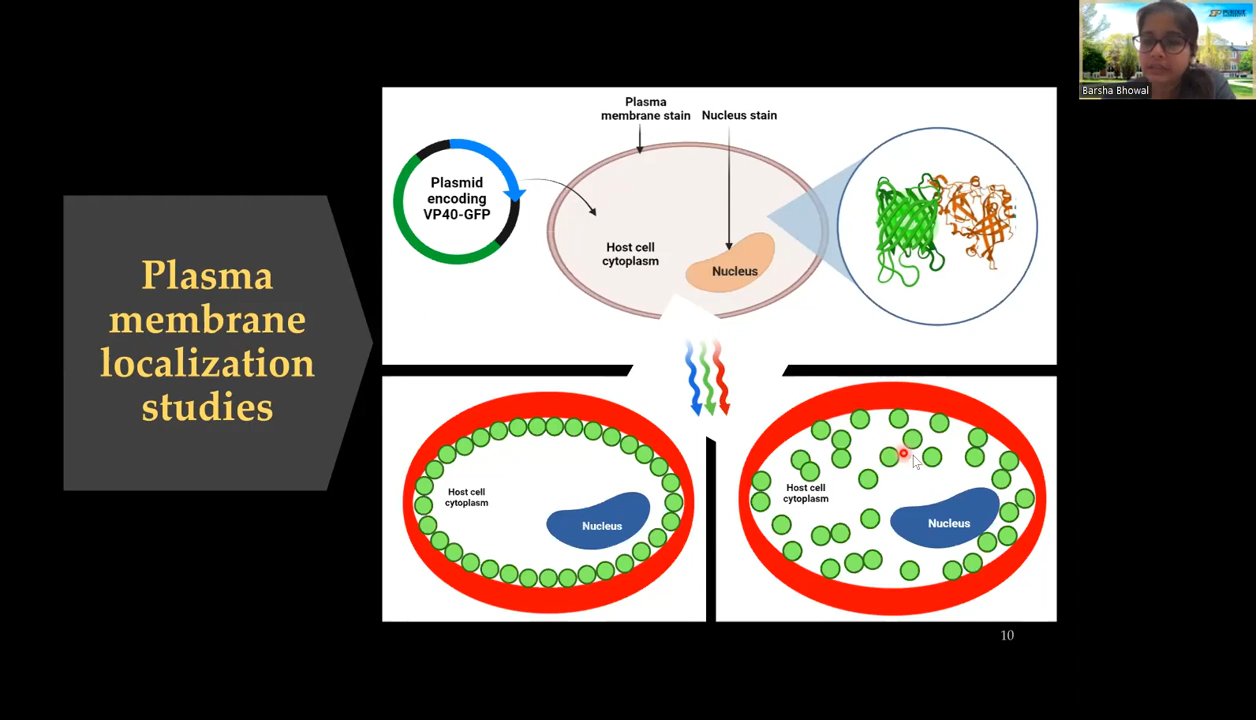 Plasma
membrane
localization
studies
Plasma
membrane stain
Nucleus stain
Plasmid
encoding
VP40-GFP
Host cell
cytoplasm
Nucleus
Host cell
cytoplasm
Nucleus
Host cell
cytoplasm
Nucleus
10
Barsha Bhowal